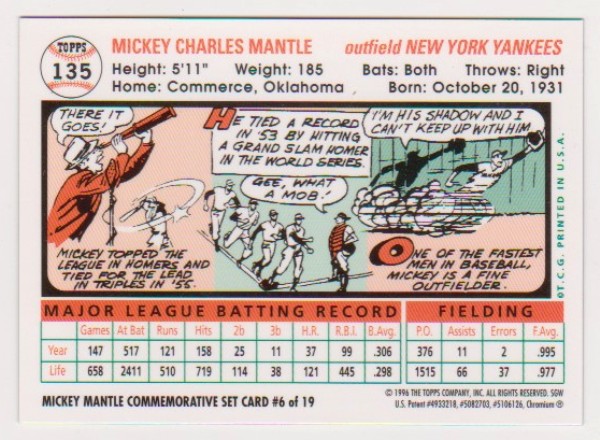 TOPPS
135
MICKEY CHARLES MANTLE outfield NEW YORK YANKEES
Height: 5'11" Weight: 185 Bats: Both Throws: Right
Home: Commerce, Oklahoma Born: October 20, 1931
THERE IT
GOES!
HE TIED A RECORD
IN '53 BY HITTING
A GRAND SLAM HOMER
IN THE WORLD SERIES.
I'M HIS SHADOW AND I
CAN'T KEEP UP WITH HIM
GEE, WHAT
A MOB!
MICKEY TOPPED THE
LEAGUE IN HOMERS AND
TIED FOR THE LEAD
IN TRIPLES IN '55.
ONE OF THE FASTEST
MEN IN BASEBALL,
MICKEY IS A FINE
OUTFIELDER.
©T.C.G. PRINTED IN U.S.A.
MAJOR LEAGUE BATTING RECORD FIELDING
Games At Bat Runs Hits 2b 3b H.R. R.B.I. B.Avg. P.O. Assists Errors F.Avg.
Year 147 517 121 158 25 11 37 99 .306 376 11 2 .995
Life 658 2411 510 719 114 38 121 445 .298 1515 66 37 .977
© 1996 THE TOPPS COMPANY, INC. ALL RIGHTS RESERVED. SGW
MICKEY MANTLE COMMEMORATIVE SET CARD #6 of 19 U.S. Patent #4933218, #5082703, #5106126, Chromium ®